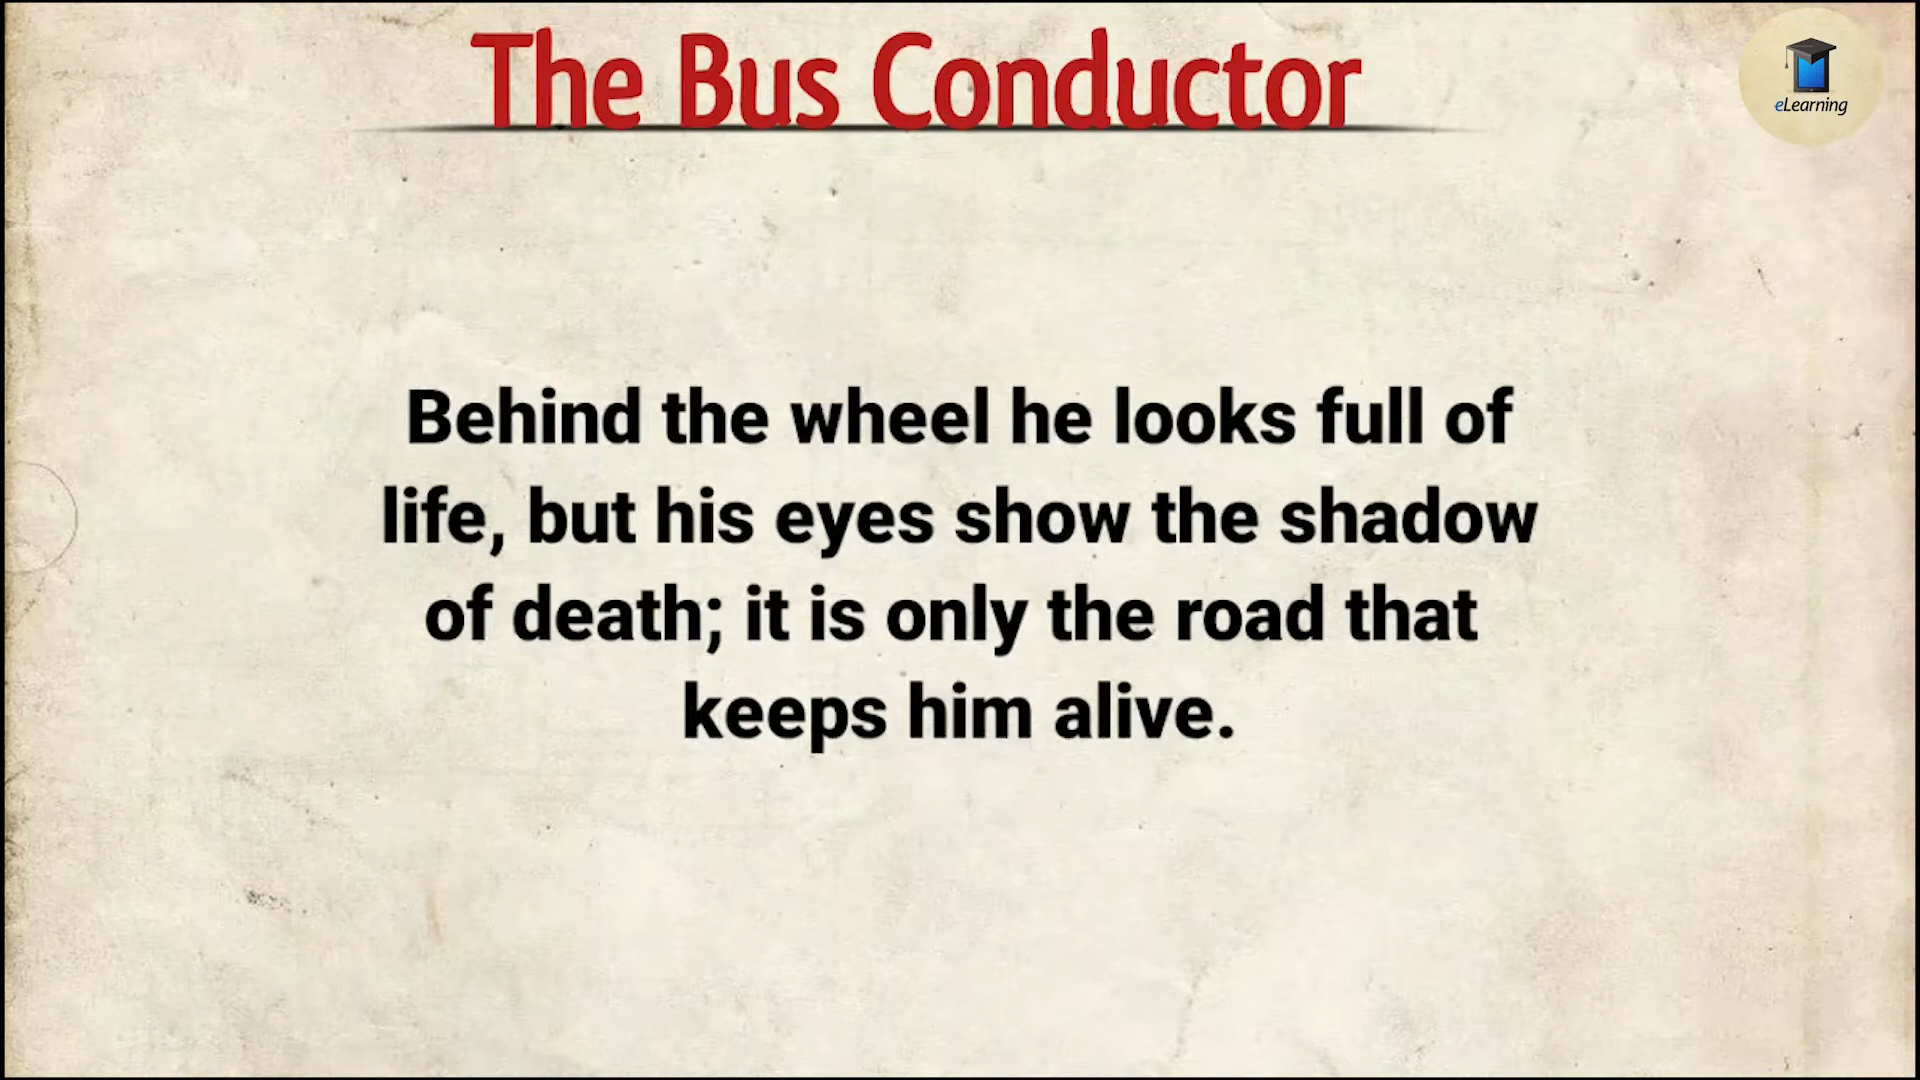 The Bus Conductor
eLearning
Behind the wheel he looks full of
life, but his eyes show the shadow
of death; it is only the road that
keeps him alive.